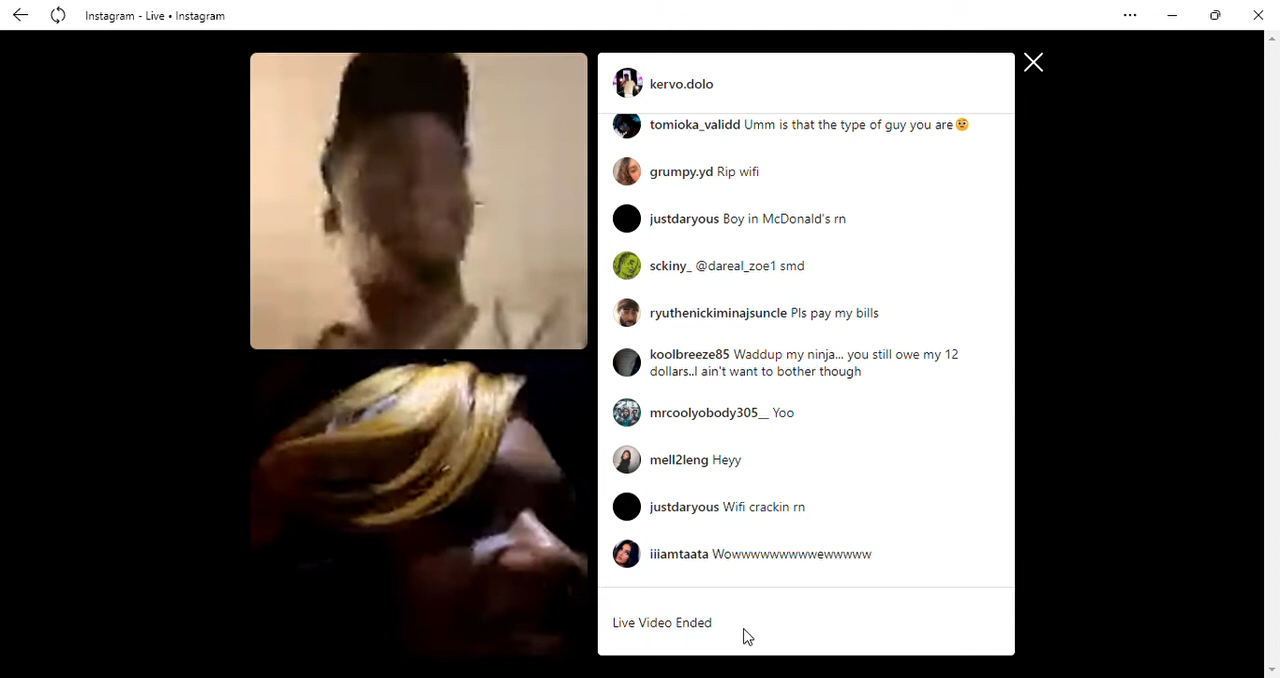 Instagram - Live • Instagram
kervo.dolo
tomioka_validd Umm is that the type of guy you are😉
grumpy.yd Rip wifi
justdaryous Boy in McDonald's rn
sckiny_ @dareal_zoe1 smd
ryuthenickiminajsuncle Pls pay my bills
koolbreeze85 Waddup my ninja... you still owe my 12
dollars..I ain't want to bother though
mrcoolyobody305__ Yoo
mell2leng Heyy
justdaryous Wifi crackin rn
iiiamtaata Wowwwwwwwwwewwwww
Live Video Ended